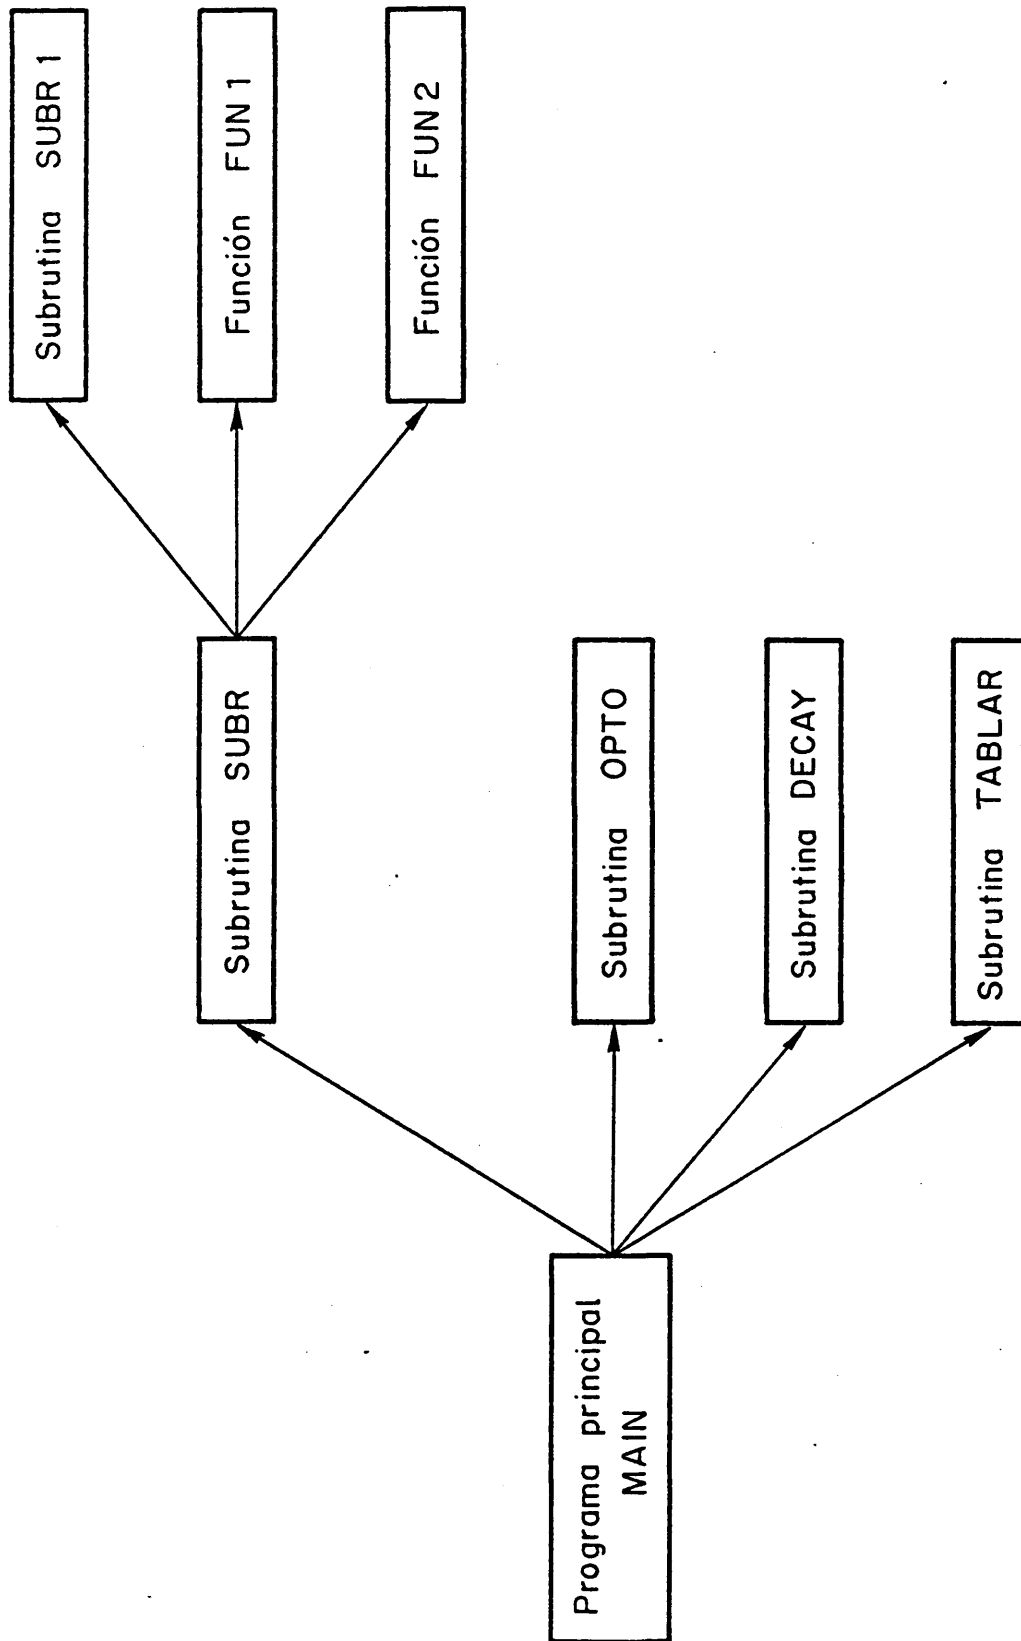 Programa principal
MAIN
Subrutina SUBR
Subrutina OPTO
Subrutina DECAY
Subrutina TABLAR
Subrutina SUBR 1
Función FUN 1
Función FUN 2